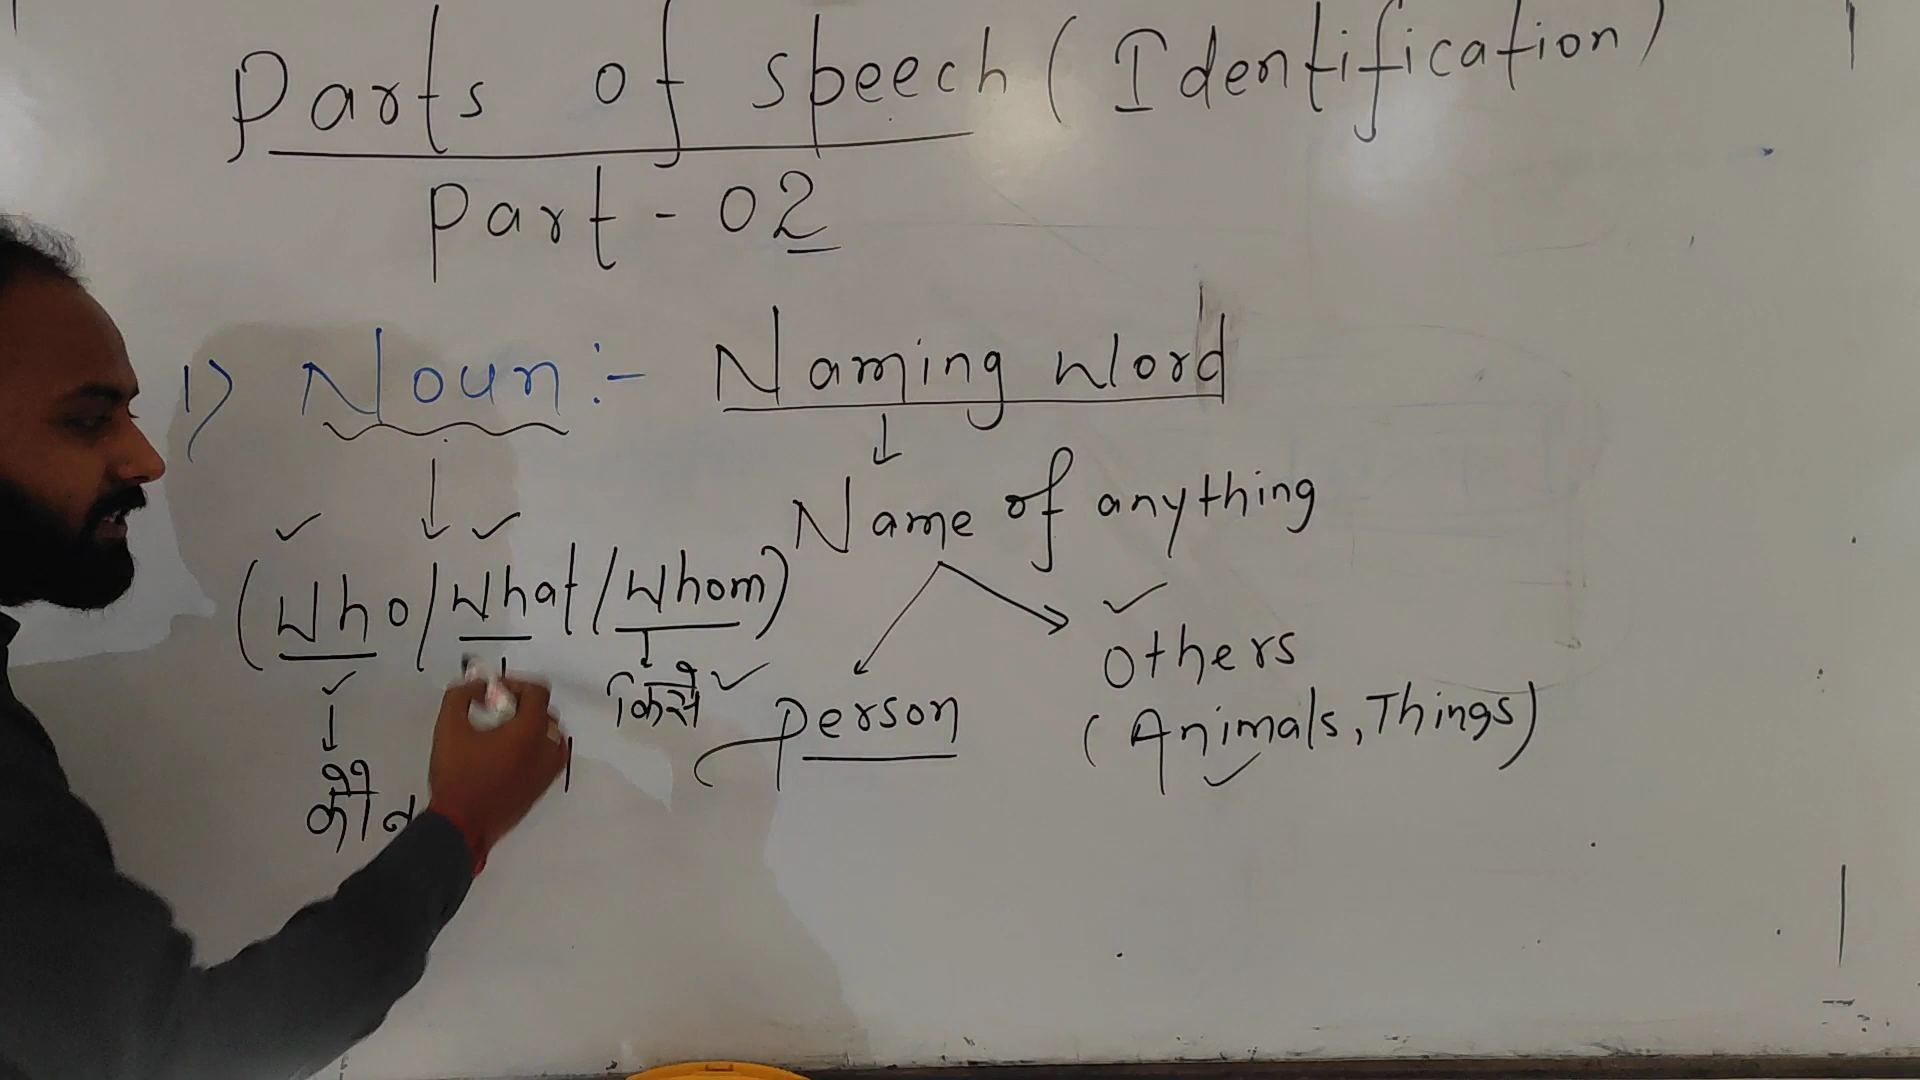 Parts of speech (Identification)
Part - 02
1) Noun :- Naming Word
Name of anything
(Who/What/Whom)
Others
किसे
Person
(Animals, Things)
कौन